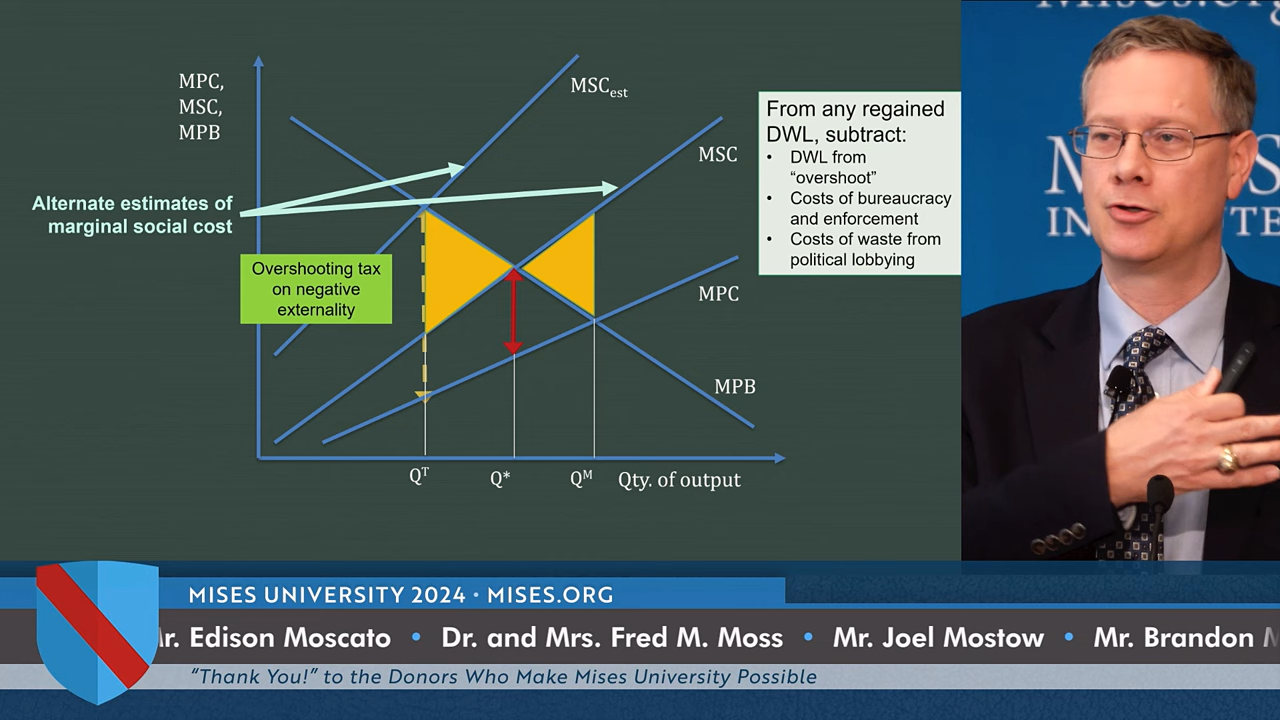 MPC,
MSC,
MPB
MSCest
MSC
MPC
MPB
Alternate estimates of
marginal social cost
Overshooting tax
on negative
externality
From any regained
DWL, subtract:
• DWL from
“overshoot”
• Costs of bureaucracy
and enforcement
• Costs of waste from
political lobbying
Qᵀ
Q*
Qᴹ
Qty. of output
Mises.org
MISES UNIVERSITY 2024 • MISES.ORG
Mr. Edison Moscato • Dr. and Mrs. Fred M. Moss • Mr. Joel Mostow • Mr. Brandon
“Thank You!” to the Donors Who Make Mises University Possible